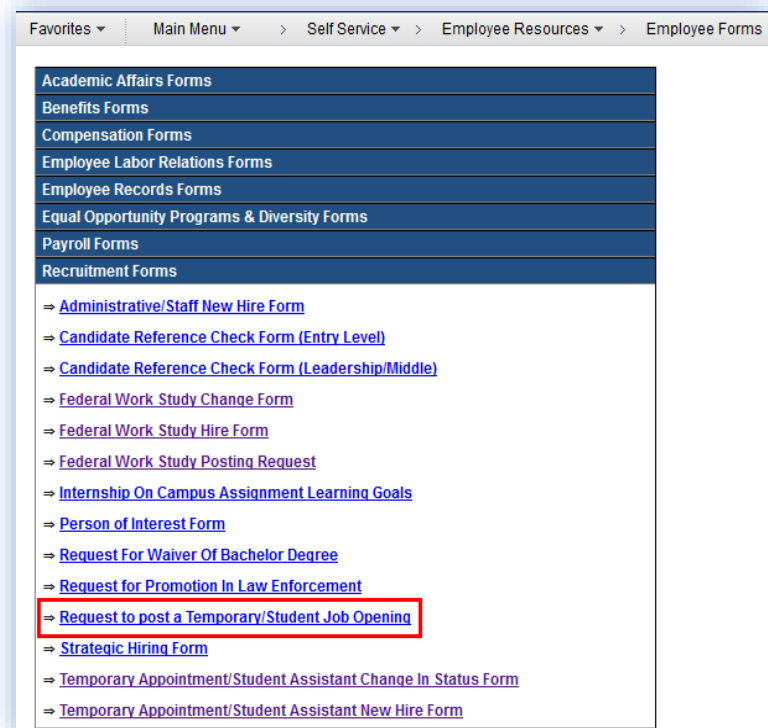 Favorites ▾ Main Menu ▾ > Self Service ▾ > Employee Resources ▾ > Employee Forms
Academic Affairs Forms
Benefits Forms
Compensation Forms
Employee Labor Relations Forms
Employee Records Forms
Equal Opportunity Programs & Diversity Forms
Payroll Forms
Recruitment Forms
⇒ Administrative/Staff New Hire Form
⇒ Candidate Reference Check Form (Entry Level)
⇒ Candidate Reference Check Form (Leadership/Middle)
⇒ Federal Work Study Change Form
⇒ Federal Work Study Hire Form
⇒ Federal Work Study Posting Request
⇒ Internship On Campus Assignment Learning Goals
⇒ Person of Interest Form
⇒ Request For Waiver Of Bachelor Degree
⇒ Request for Promotion In Law Enforcement
⇒ Request to post a Temporary/Student Job Opening
⇒ Strategic Hiring Form
⇒ Temporary Appointment/Student Assistant Change In Status Form
⇒ Temporary Appointment/Student Assistant New Hire Form